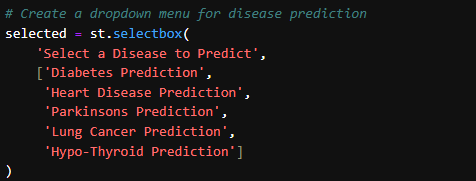 # Create a dropdown menu for disease prediction
selected = st.selectbox(
    'Select a Disease to Predict',
    ['Diabetes Prediction',
     'Heart Disease Prediction',
     'Parkinsons Prediction',
     'Lung Cancer Prediction',
     'Hypo-Thyroid Prediction']
)